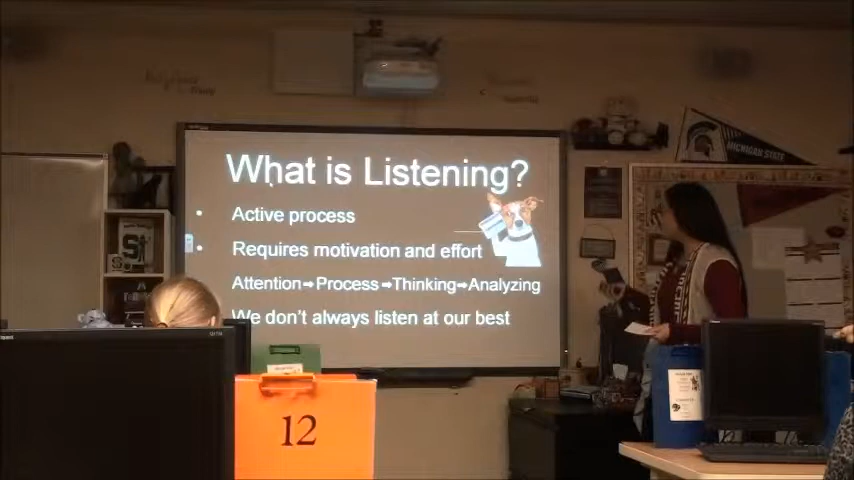 What is Listening?
• Active process
• Requires motivation and effort
Attention➡Process➡Thinking➡Analyzing
We don't always listen at our best
MICHIGAN STATE
S
12